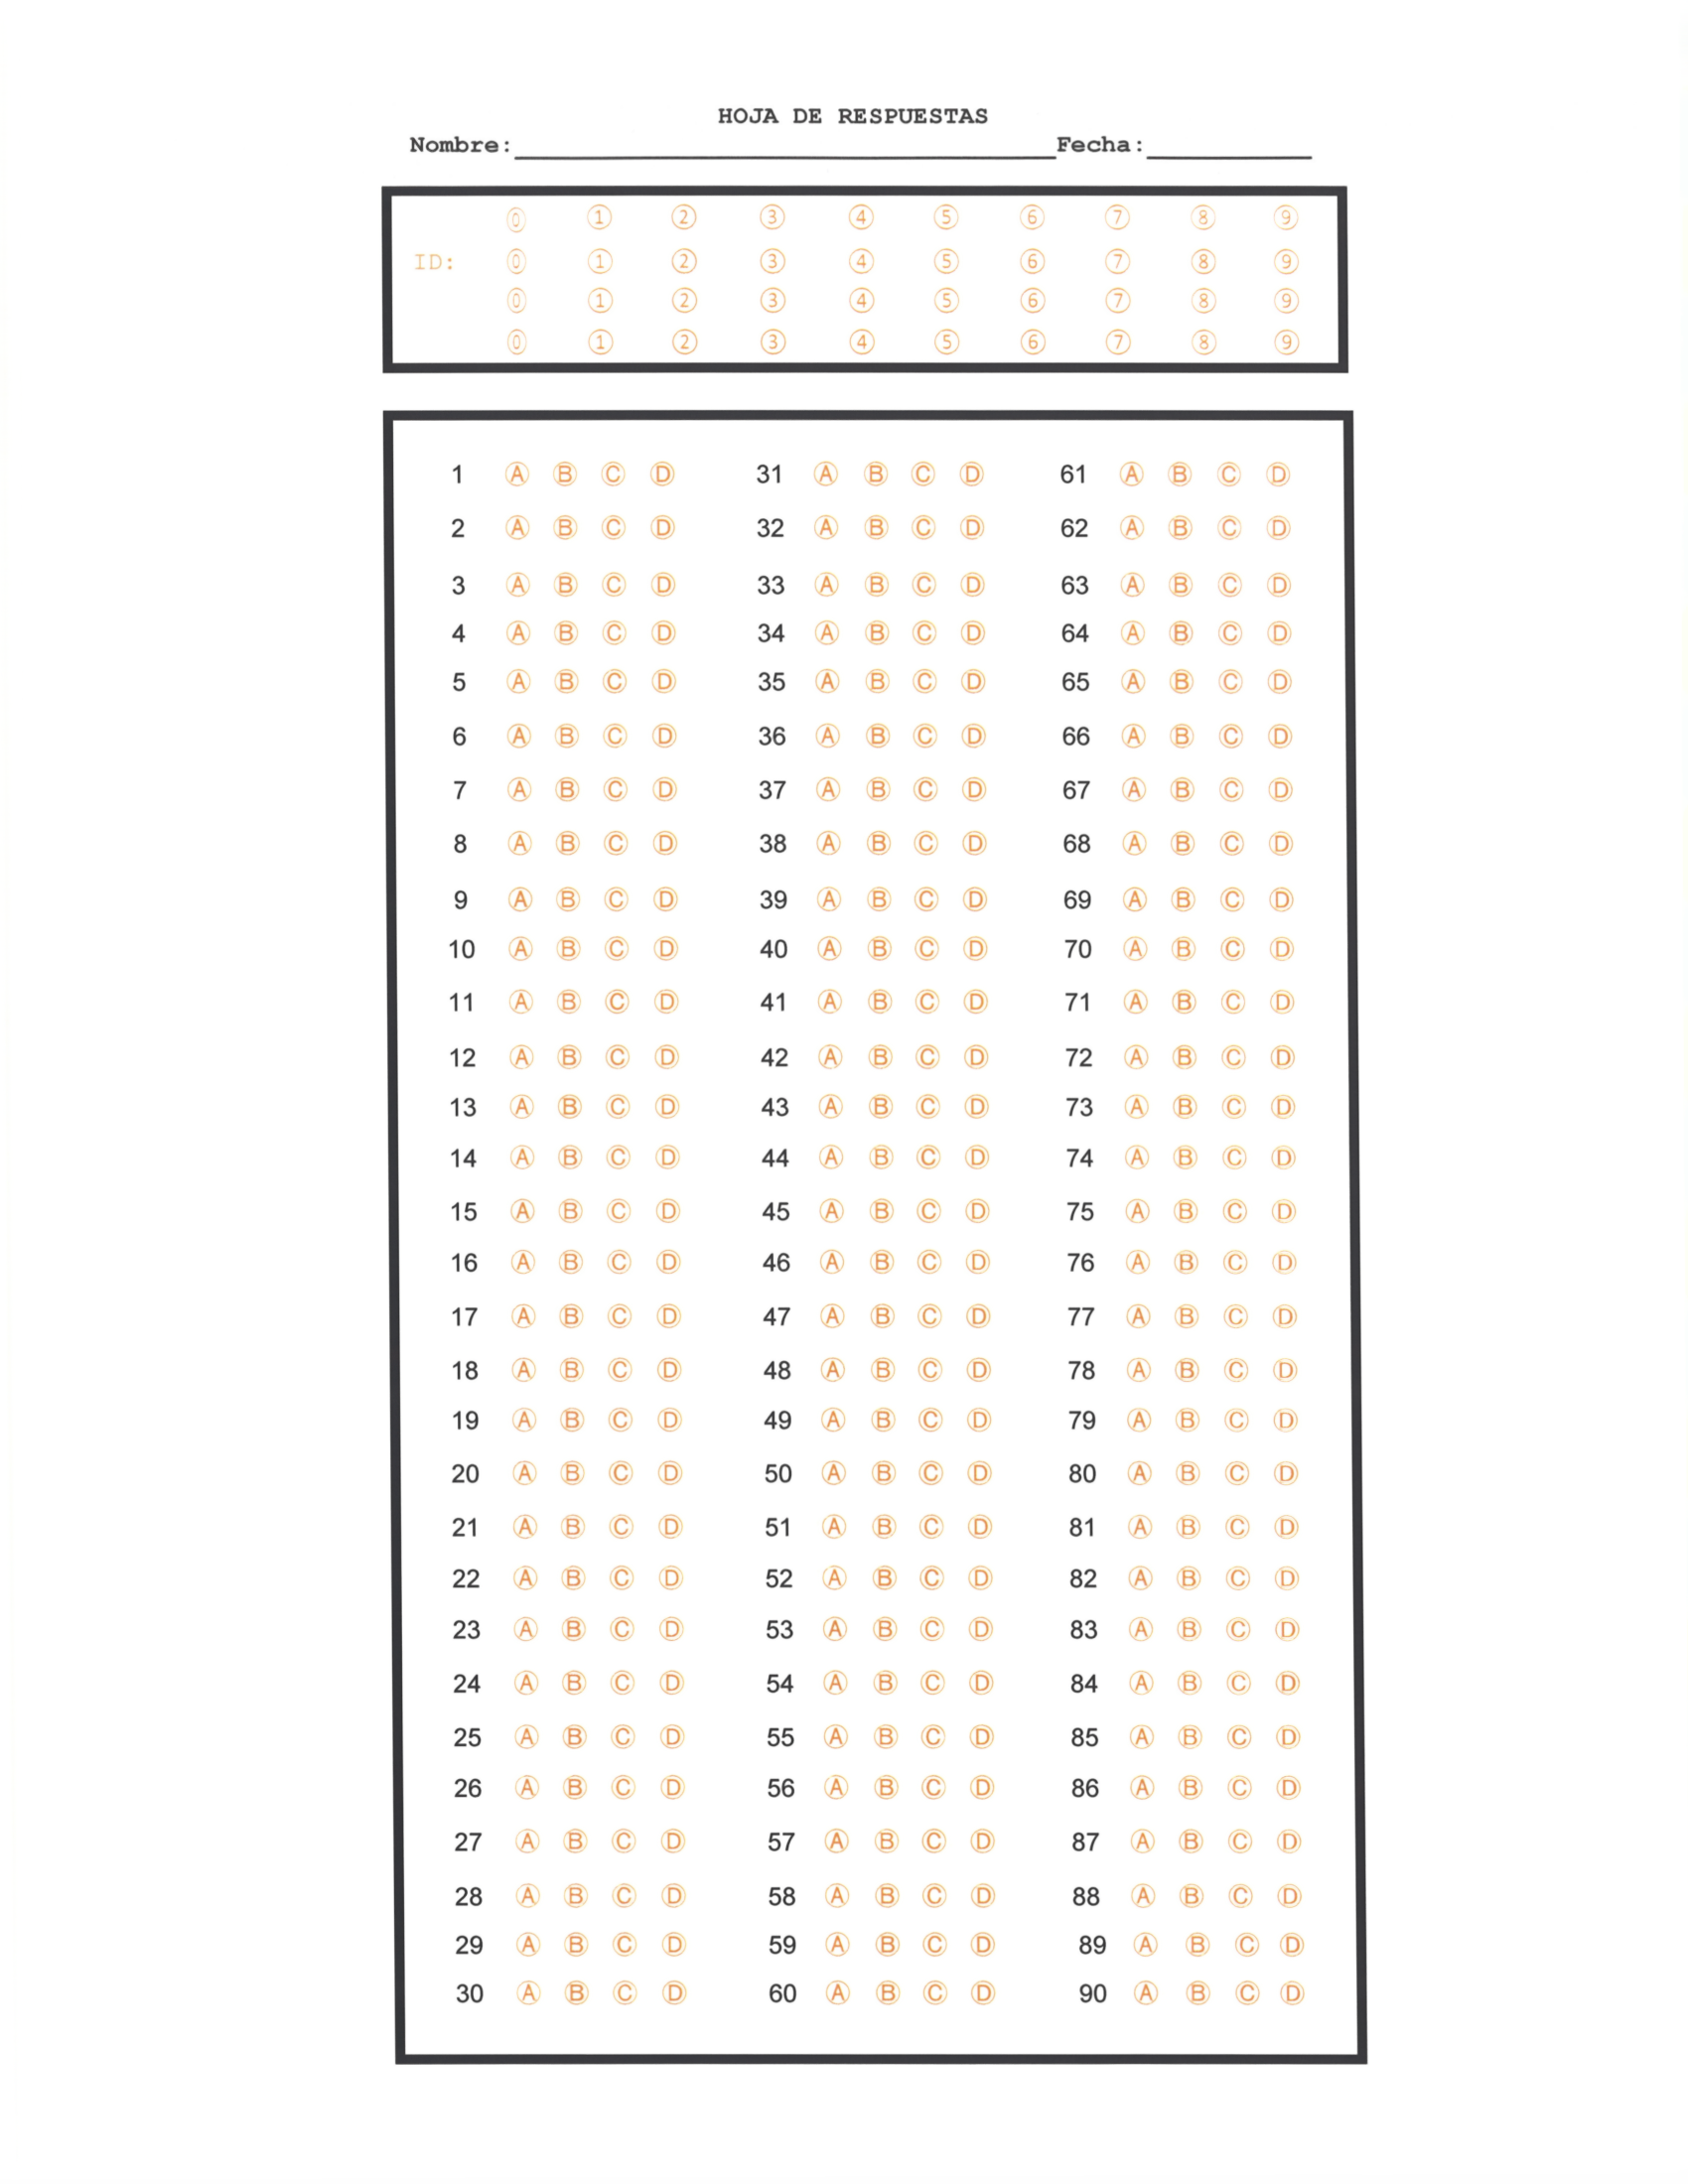 HOJA DE RESPUESTAS
Nombre: Fecha:
0 1 2 3 4 5 6 7 8 9
ID: 0 1 2 3 4 5 6 7 8 9
0 1 2 3 4 5 6 7 8 9
0 1 2 3 4 5 6 7 8 9
1 A B C D 31 A B C D 61 A B C D
2 A B C D 32 A B C D 62 A B C D
3 A B C D 33 A B C D 63 A B C D
4 A B C D 34 A B C D 64 A B C D
5 A B C D 35 A B C D 65 A B C D
6 A B C D 36 A B C D 66 A B C D
7 A B C D 37 A B C D 67 A B C D
8 A B C D 38 A B C D 68 A B C D
9 A B C D 39 A B C D 69 A B C D
10 A B C D 40 A B C D 70 A B C D
11 A B C D 41 A B C D 71 A B C D
12 A B C D 42 A B C D 72 A B C D
13 A B C D 43 A B C D 73 A B C D
14 A B C D 44 A B C D 74 A B C D
15 A B C D 45 A B C D 75 A B C D
16 A B C D 46 A B C D 76 A B C D
17 A B C D 47 A B C D 77 A B C D
18 A B C D 48 A B C D 78 A B C D
19 A B C D 49 A B C D 79 A B C D
20 A B C D 50 A B C D 80 A B C D
21 A B C D 51 A B C D 81 A B C D
22 A B C D 52 A B C D 82 A B C D
23 A B C D 53 A B C D 83 A B C D
24 A B C D 54 A B C D 84 A B C D
25 A B C D 55 A B C D 85 A B C D
26 A B C D 56 A B C D 86 A B C D
27 A B C D 57 A B C D 87 A B C D
28 A B C D 58 A B C D 88 A B C D
29 A B C D 59 A B C D 89 A B C D
30 A B C D 60 A B C D 90 A B C D